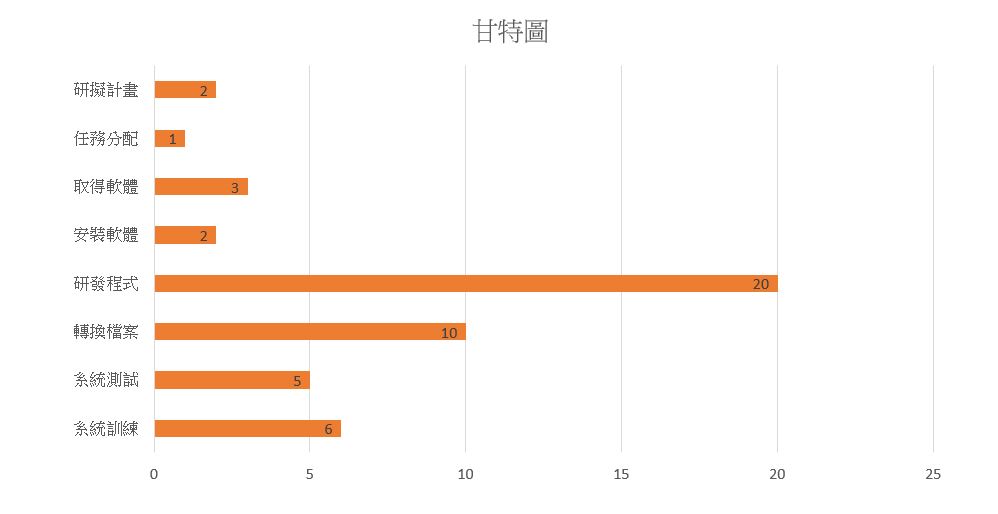 甘特圖
研擬計畫 2
任務分配 1
取得軟體 3
安裝軟體 2
研發程式 20
轉換檔案 10
系統測試 5
系統訓練 6
0 5 10 15 20 25